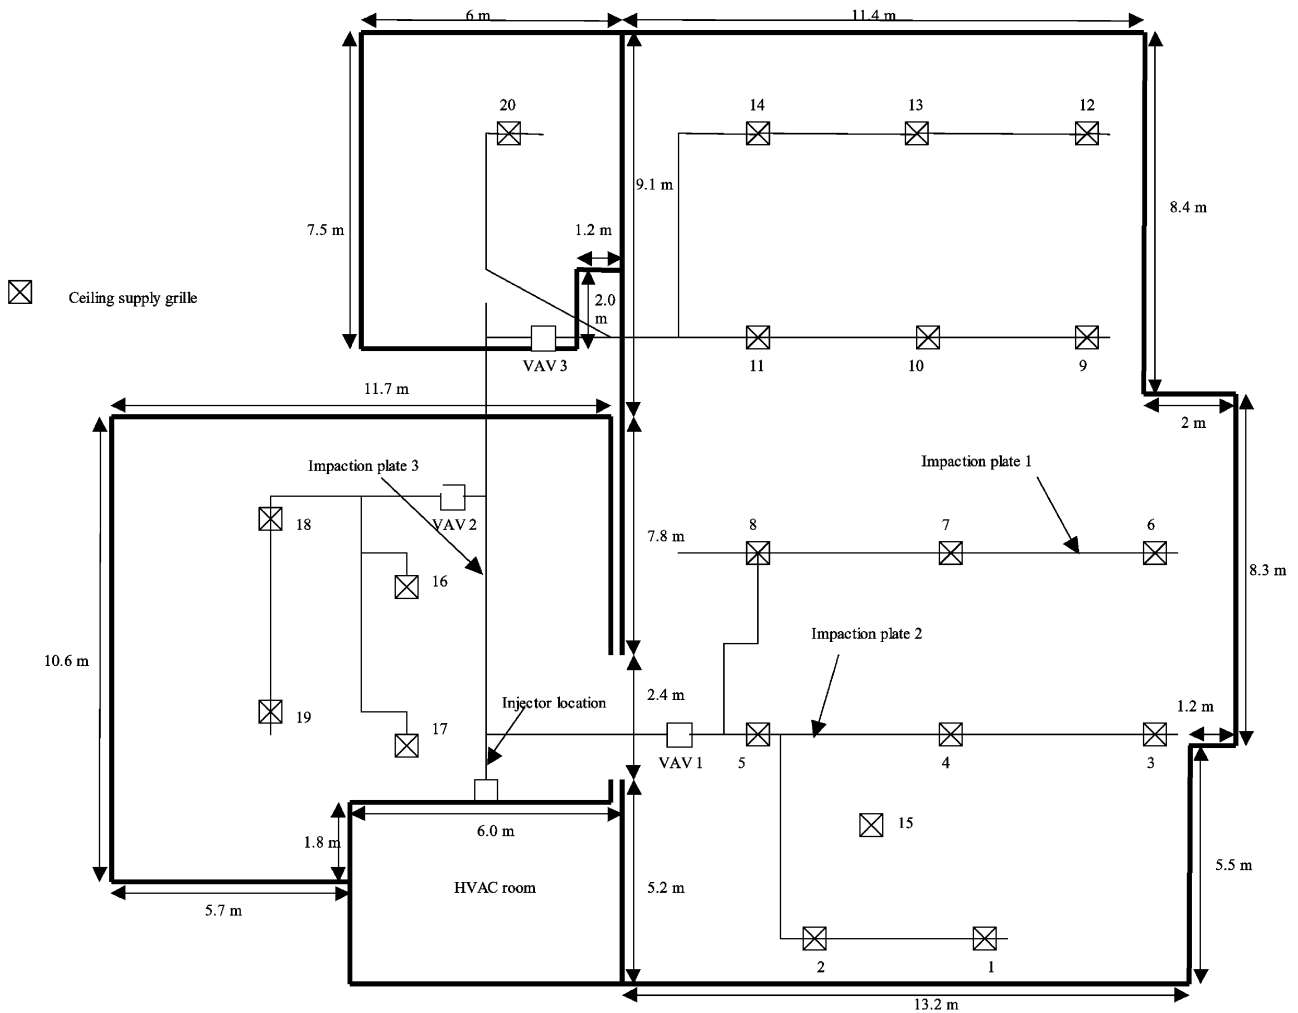 6 m
11.4 m
20
14
13
12
9.1 m
8.4 m
7.5 m
1.2 m
Ceiling supply grille
2.0
m
VAV 3
11
10
9
11.7 m
2 m
Impaction plate 3
Impaction plate 1
18
VAV 2
7.8 m
8
7
6
16
8.3 m
Impaction plate 2
10.6 m
2.4 m
Injector location
1.2 m
19
17
VAV 1
5
4
3
15
6.0 m
1.8 m
HVAC room
5.2 m
5.5 m
5.7 m
2
1
13.2 m